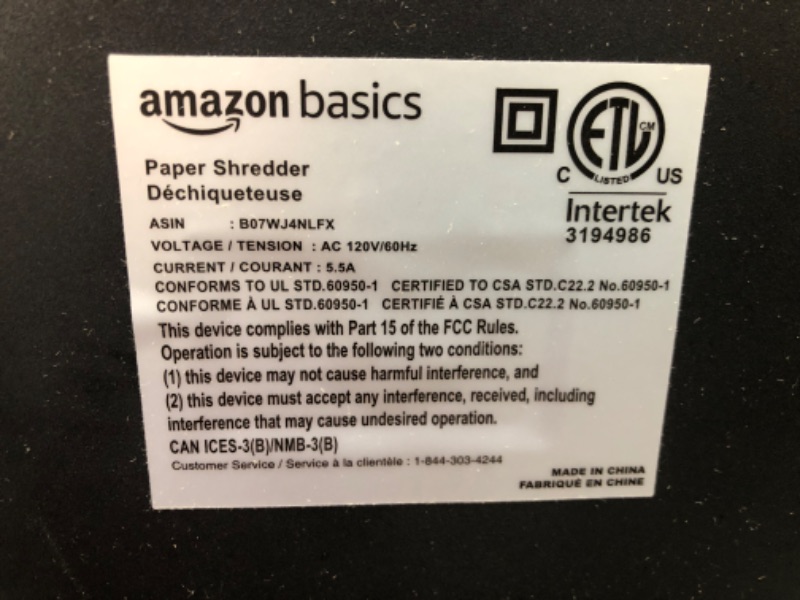 amazon basics
Paper Shredder
Déchiqueteuse
ASIN : B07WJ4NLFX
VOLTAGE / TENSION : AC 120V/60Hz
CURRENT / COURANT : 5.5A
CONFORMS TO UL STD.60950-1 CERTIFIED TO CSA STD.C22.2 No.60950-1
CONFORME À UL STD.60950-1 CERTIFIÉ À CSA STD.C22.2 No.60950-1
This device complies with Part 15 of the FCC Rules.
Operation is subject to the following two conditions:
(1) this device may not cause harmful interference, and
(2) this device must accept any interference, received, including
interference that may cause undesired operation.
CAN ICES-3(B)/NMB-3(B)
Customer Service / Service à la clientèle : 1-844-303-4244
ETL CM
LISTED
C US
Intertek
3194986
MADE IN CHINA
FABRIQUÉ EN CHINE